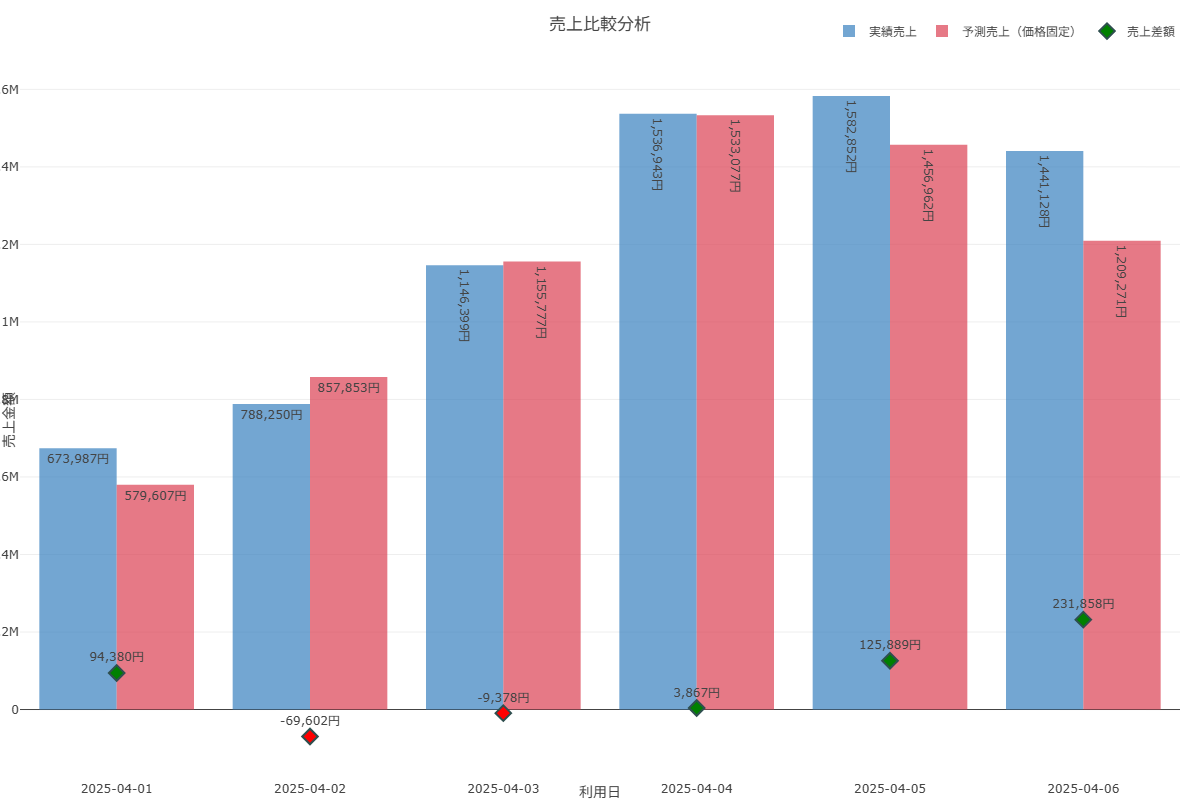 売上比較分析
実績売上
予測売上（価格固定）
売上差額
.6M
.4M
.2M
1M
.6M
.4M
.2M
0
売上金額
673,987円
579,607円
94,380円
788,250円
857,853円
-69,602円
1,146,399円
1,155,777円
-9,378円
1,536,943円
1,533,077円
3,867円
1,582,852円
1,456,962円
125,889円
1,441,128円
1,209,271円
231,858円
2025-04-01
2025-04-02
2025-04-03
2025-04-04
2025-04-05
2025-04-06
利用日